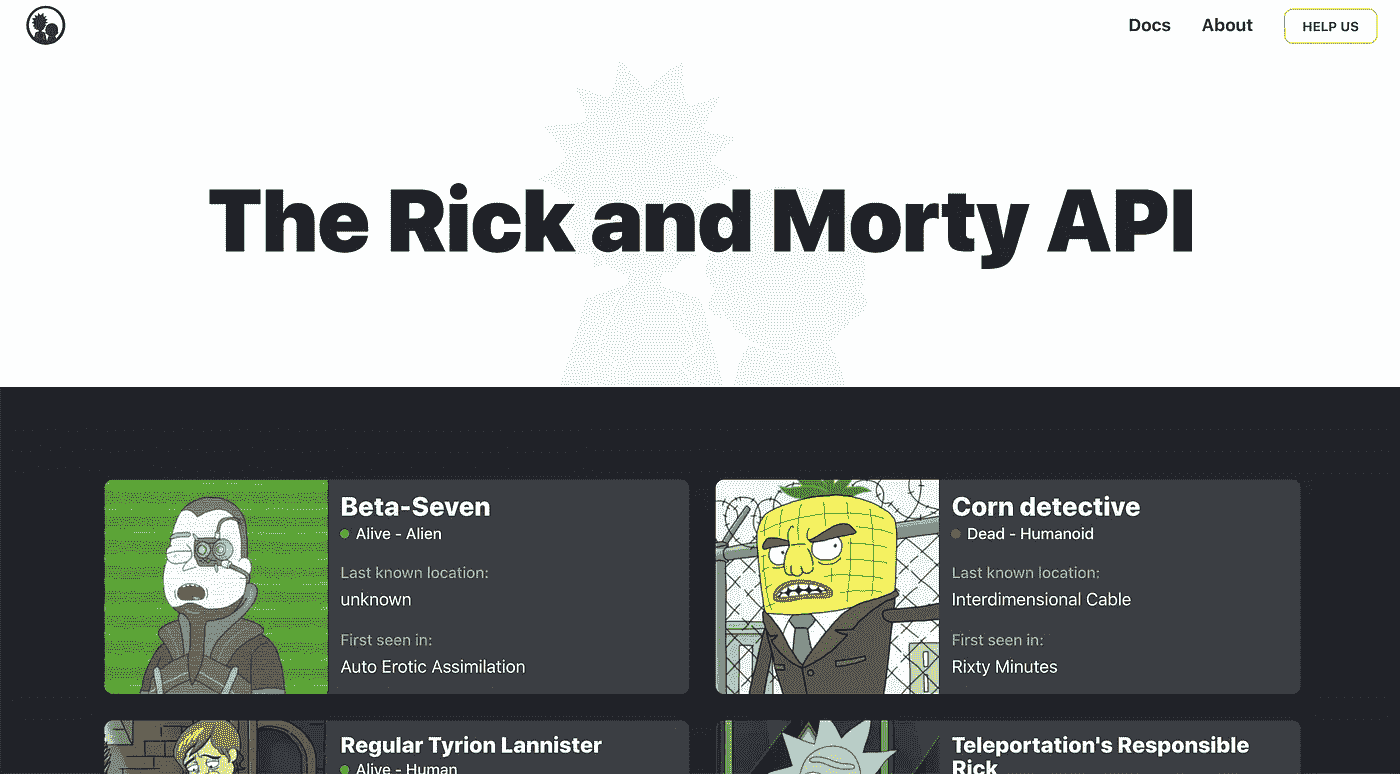 Docs
About
HELP US
The Rick and Morty API
Beta-Seven
Alive - Alien
Last known location:
unknown
First seen in:
Auto Erotic Assimilation
Corn detective
Dead - Humanoid
Last known location:
Interdimensional Cable
First seen in:
Rixty Minutes
Regular Tyrion Lannister
Alive - Human
Teleportation's Responsible
Rick